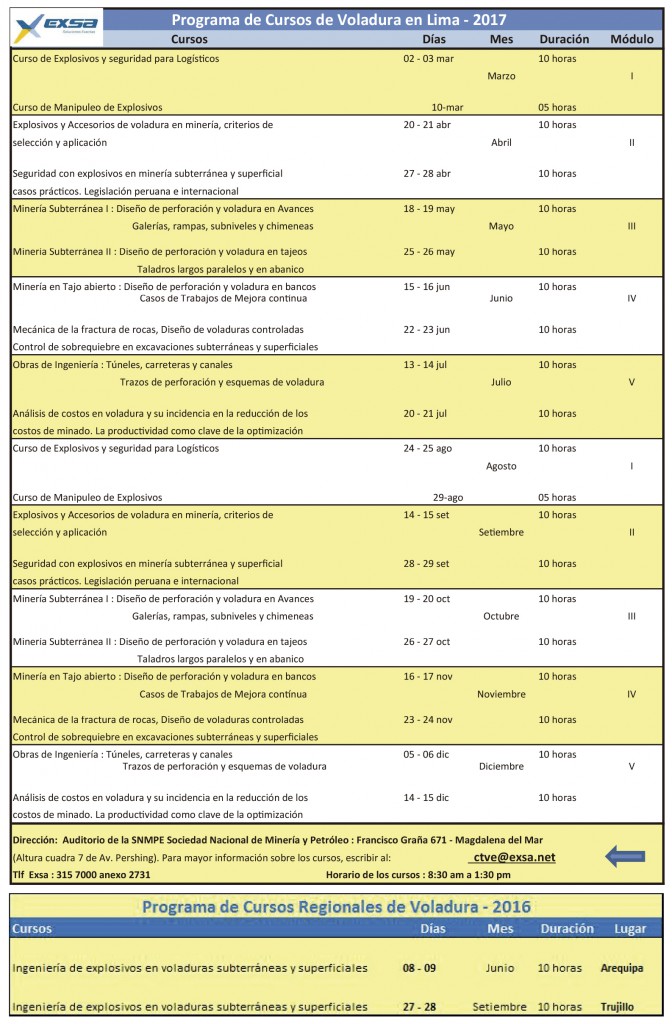 exsa
Soluciones Exactas
Programa de Cursos de Voladura en Lima - 2017
Cursos Días Mes Duración Módulo
Curso de Explosivos y seguridad para Logísticos 02 - 03 mar 10 horas
Marzo I
Curso de Manipuleo de Explosivos 10-mar 05 horas
Explosivos y Accesorios de voladura en minería, criterios de 20 - 21 abr 10 horas
selección y aplicación Abril II
Seguridad con explosivos en minería subterránea y superficial 27 - 28 abr 10 horas
casos prácticos. Legislación peruana e internacional
Minería Subterránea I : Diseño de perforación y voladura en Avances 18 - 19 may 10 horas
Galerías, rampas, subniveles y chimeneas Mayo III
Mineria Subterránea II : Diseño de perforación y voladura en tajeos 25 - 26 may 10 horas
Taladros largos paralelos y en abanico
Minería en Tajo abierto : Diseño de perforación y voladura en bancos 15 - 16 jun 10 horas
Casos de Trabajos de Mejora continua Junio IV
Mecánica de la fractura de rocas, Diseño de voladuras controladas 22 - 23 jun 10 horas
Control de sobrequiebre en excavaciones subterráneas y superficiales
Obras de Ingeniería : Túneles, carreteras y canales 13 - 14 jul 10 horas
Trazos de perforación y esquemas de voladura Julio V
Análisis de costos en voladura y su incidencia en la reducción de los 20 - 21 jul 10 horas
costos de minado. La productividad como clave de la optimización
Curso de Explosivos y seguridad para Logísticos 24 - 25 ago 10 horas
Agosto I
Curso de Manipuleo de Explosivos 29-ago 05 horas
Explosivos y Accesorios de voladura en minería, criterios de 14 - 15 set 10 horas
selección y aplicación Setiembre II
Seguridad con explosivos en minería subterránea y superficial 28 - 29 set 10 horas
casos prácticos. Legislación peruana e internacional
Minería Subterránea I : Diseño de perforación y voladura en Avances 19 - 20 oct 10 horas
Galerías, rampas, subniveles y chimeneas Octubre III
Mineria Subterránea II : Diseño de perforación y voladura en tajeos 26 - 27 oct 10 horas
Taladros largos paralelos y en abanico
Minería en Tajo abierto : Diseño de perforación y voladura en bancos 16 - 17 nov 10 horas
Casos de Trabajos de Mejora contínua Noviembre IV
Mecánica de la fractura de rocas, Diseño de voladuras controladas 23 - 24 nov 10 horas
Control de sobrequiebre en excavaciones subterráneas y superficiales
Obras de Ingeniería : Túneles, carreteras y canales 05 - 06 dic 10 horas
Trazos de perforación y esquemas de voladura Diciembre V
Análisis de costos en voladura y su incidencia en la reducción de los 14 - 15 dic 10 horas
costos de minado. La productividad como clave de la optimización
Dirección: Auditorio de la SNMPE Sociedad Nacional de Minería y Petróleo : Francisco Graña 671 - Magdalena del Mar
(Altura cuadra 7 de Av. Pershing). Para mayor información sobre los cursos, escribir al: ctve@exsa.net
Tlf Exsa : 315 7000 anexo 2731 Horario de los cursos : 8:30 am a 1:30 pm
Programa de Cursos Regionales de Voladura - 2016
Cursos Días Mes Duración Lugar
Ingeniería de explosivos en voladuras subterráneas y superficiales 08 - 09 Junio 10 horas Arequipa
Ingeniería de explosivos en voladuras subterráneas y superficiales 27 - 28 Setiembre 10 horas Trujillo